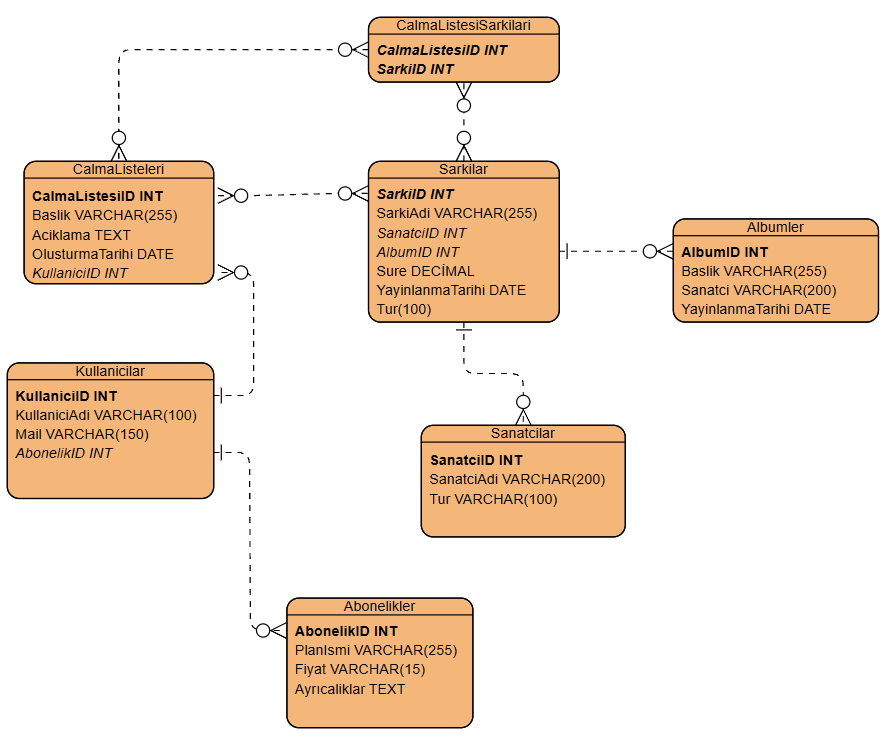 CalmaListesiSarkilari
CalmaListesiID INT
SarkiID INT
CalmaListeleri
CalmaListesiID INT
Baslik VARCHAR(255)
Aciklama TEXT
OlusturmaTarihi DATE
KullaniciID INT
Sarkilar
SarkiID INT
SarkiAdi VARCHAR(255)
SanatciID INT
AlbumID INT
Sure DECİMAL
YayinlanmaTarihi DATE
Tur(100)
Albumler
AlbumID INT
Baslik VARCHAR(255)
Sanatci VARCHAR(200)
YayinlanmaTarihi DATE
Kullanicilar
KullaniciID INT
KullaniciAdi VARCHAR(100)
Mail VARCHAR(150)
AbonelikID INT
Sanatcilar
SanatciID INT
SanatciAdi VARCHAR(200)
Tur VARCHAR(100)
Abonelikler
AbonelikID INT
PlanIsmi VARCHAR(255)
Fiyat VARCHAR(15)
Ayrıcaliklar TEXT